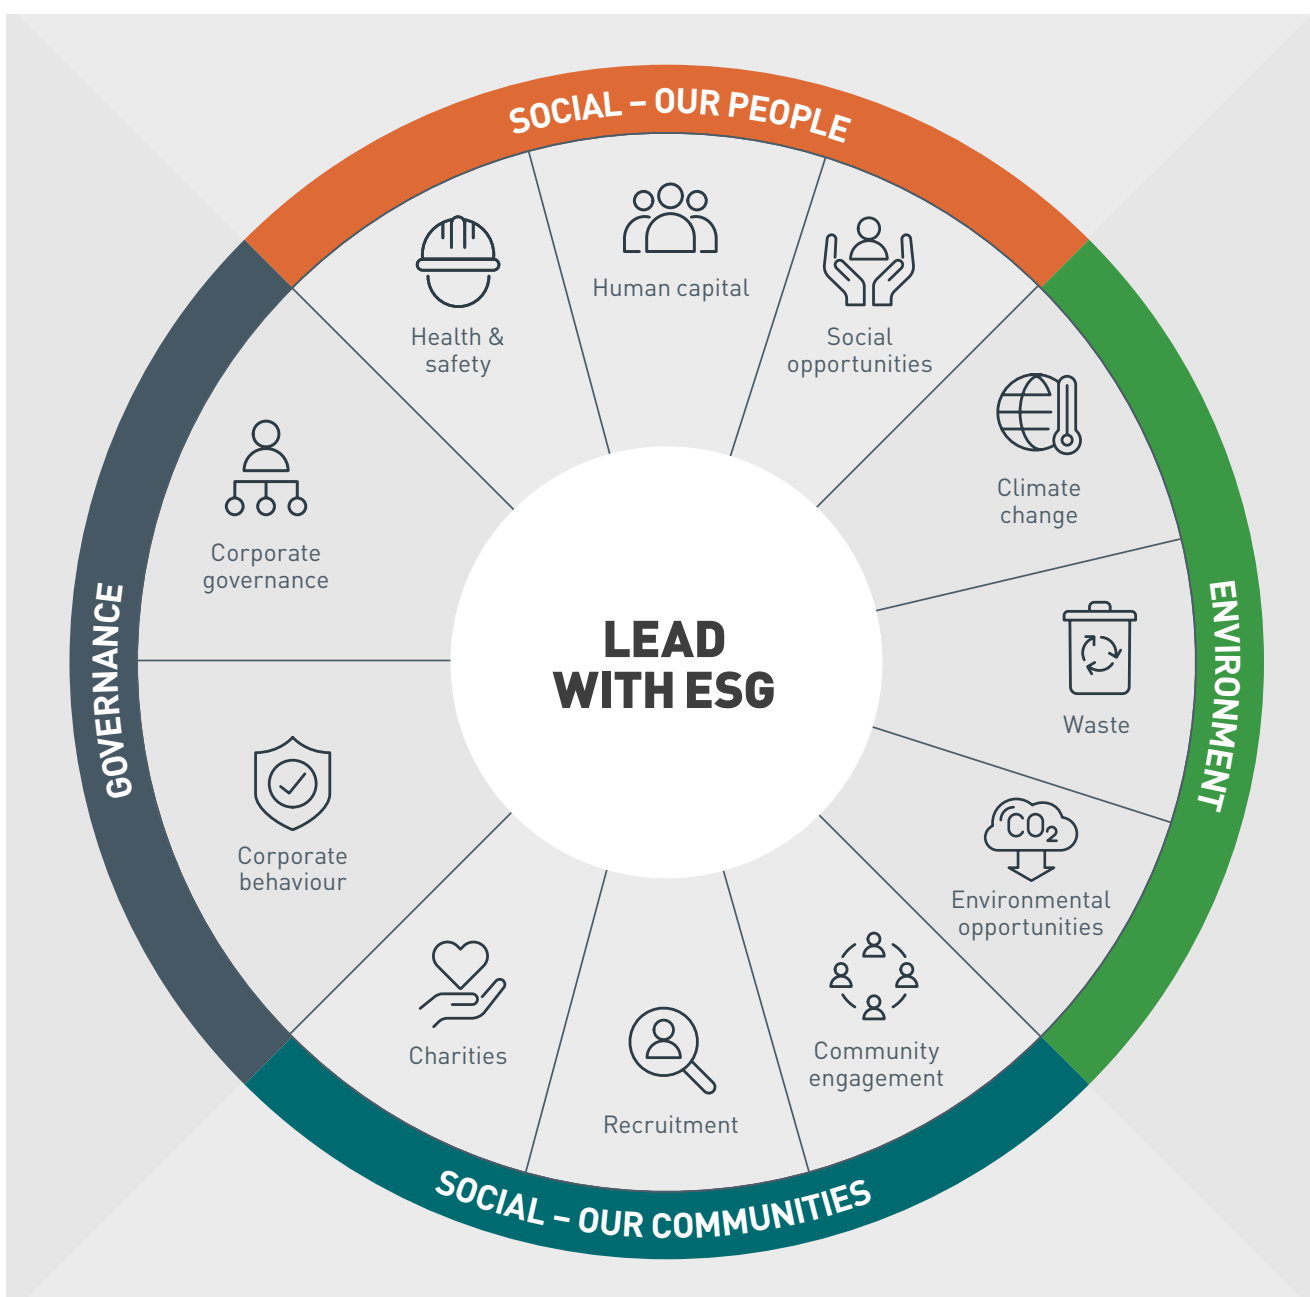 SOCIAL – OUR PEOPLE
Human capital
Health &
safety
Social
opportunities
Climate
change
Corporate
governance
GOVERNANCE
ENVIRONMENT
LEAD
WITH ESG
Waste
CO2
Environmental
opportunities
Corporate
behaviour
Charities
Community
engagement
Recruitment
SOCIAL – OUR COMMUNITIES